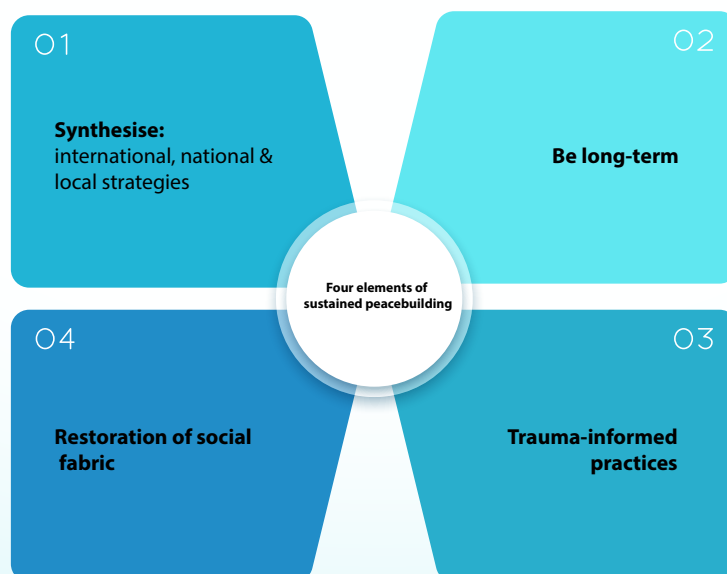 01
Synthesise:
international, national &
local strategies
02
Be long-term
Four elements of
sustained peacebuilding
04
Restoration of social
fabric
03
Trauma-informed
practices